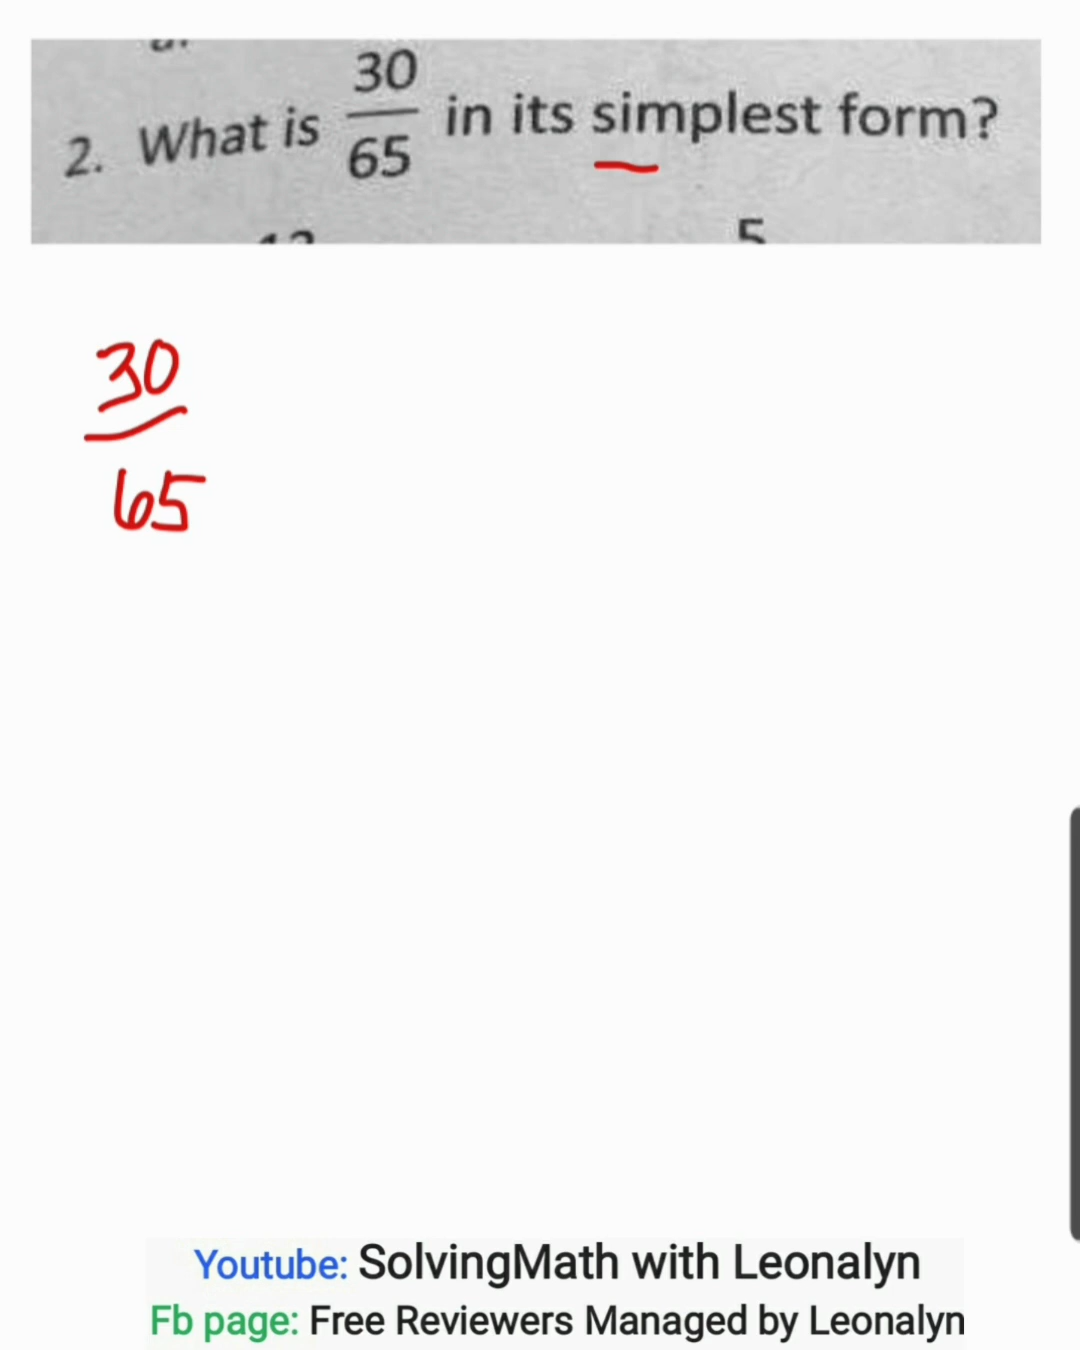 2. What is 30/65 in its simplest form?
5
30
65
Youtube: SolvingMath with Leonalyn
Fb page: Free Reviewers Managed by Leonalyn